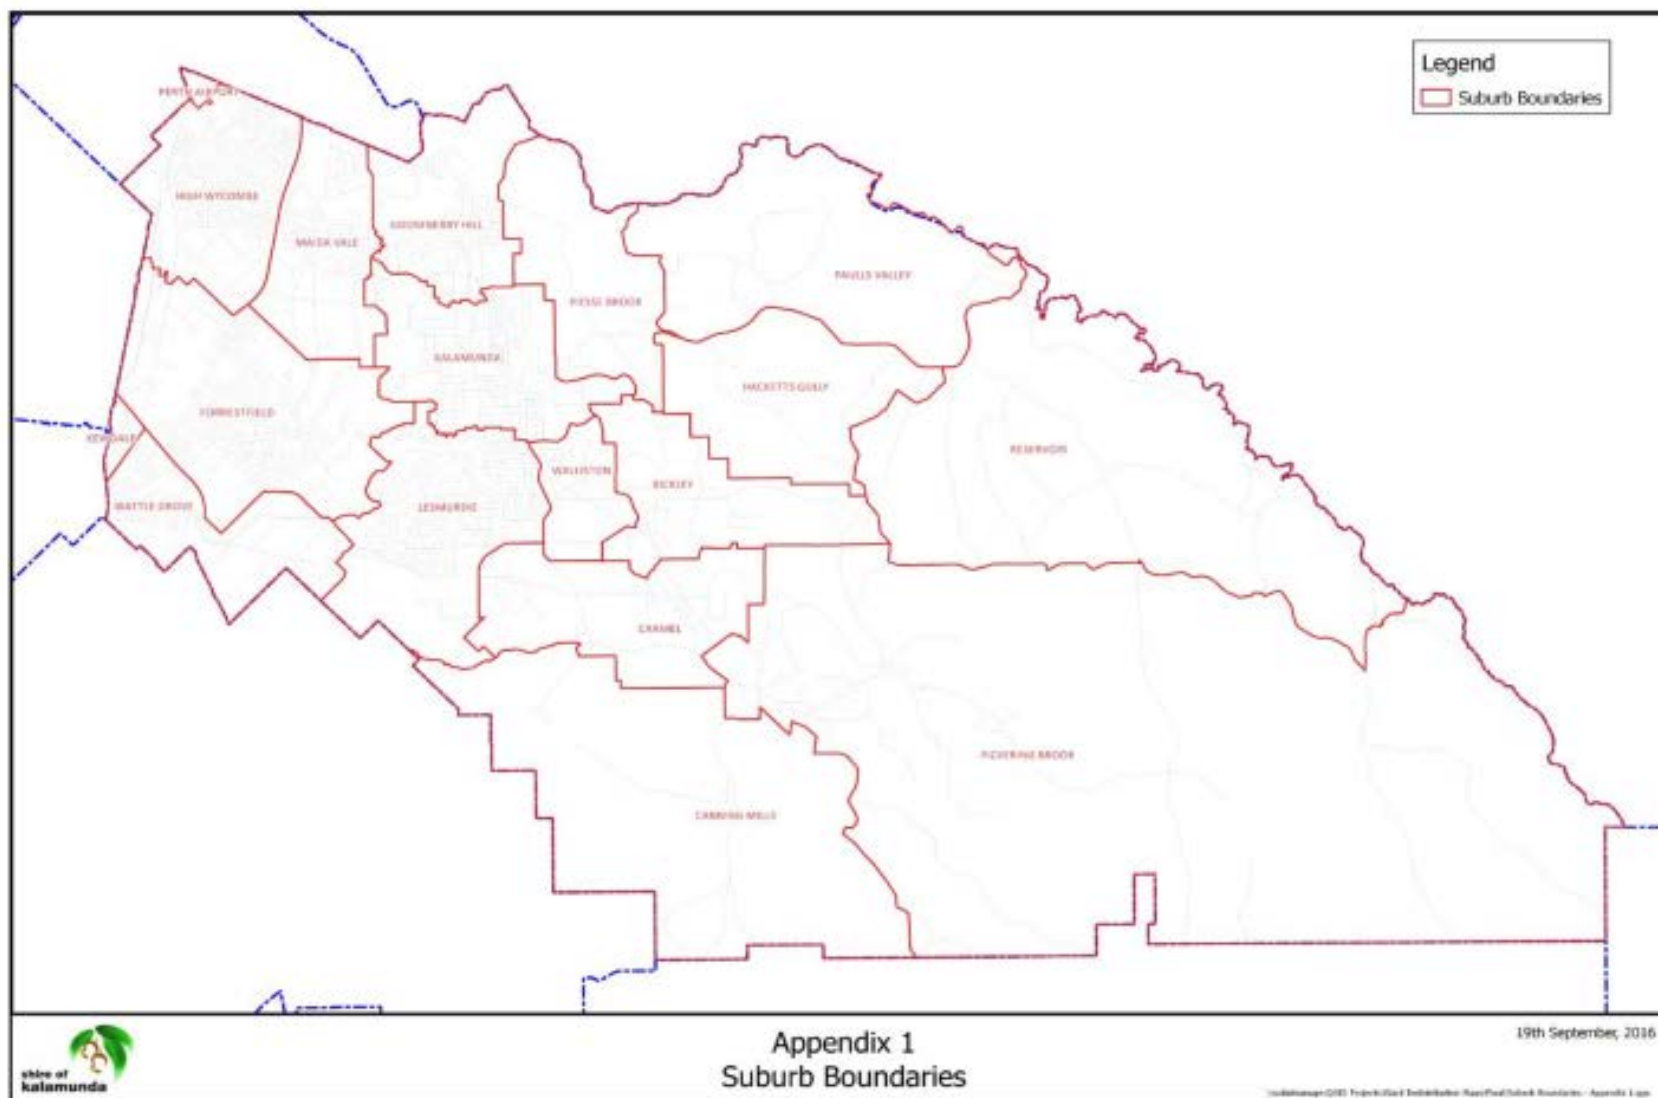 Legend
Suburb Boundaries
PERTH AIRPORT
HIGH WYCOMBE
GOOSEBERRY HILL
MAIDA VALE
PAULLS VALLEY
PIESSE BROOK
KALAMUNDA
HACKETTS GULLY
FORRESTFIELD
KEWDALE
RESERVOIR
WALLISTON
BICKLEY
WATTLE GROVE
LESMURDIE
CARMEL
PICKERING BROOK
CANNING MILLS
shire of
kalamunda
Appendix 1
Suburb Boundaries
19th September, 2016